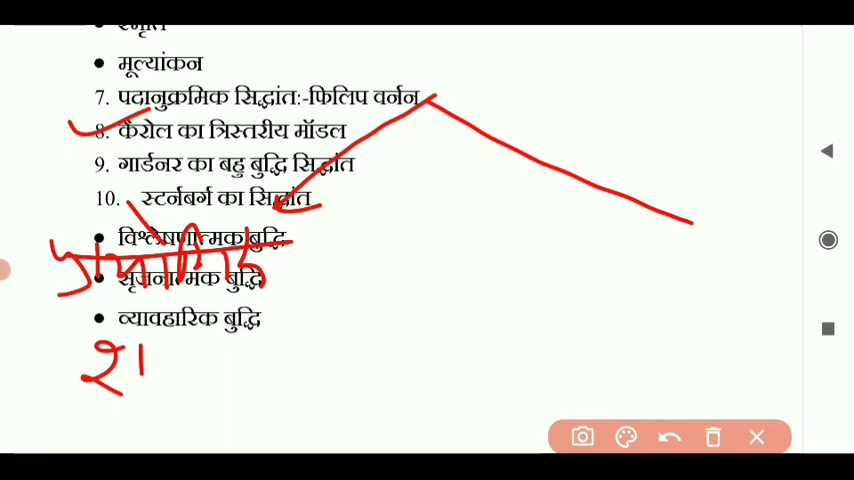 स्मृति
• मूल्यांकन
7. पदानुक्रमिक सिद्धांत:-फिलिप वर्नन
8. कैरोल का त्रिस्तरीय मॉडल
9. गार्डनर का बहु बुद्धि सिद्धांत
10. स्टर्नबर्ग का सिद्धांत
• विश्लेषणात्मक बुद्धि
प्रायोगिक
• सृजनात्मक बुद्धि
• व्यावहारिक बुद्धि